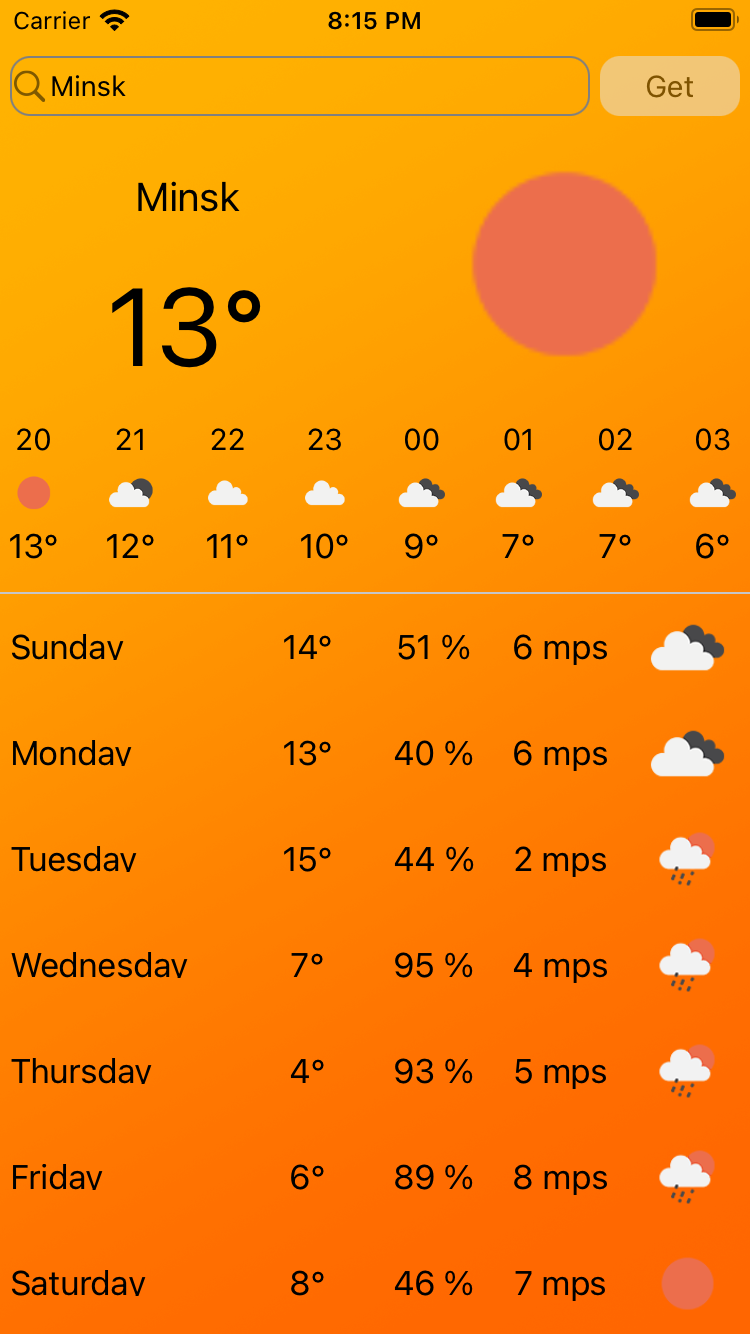 Carrier 8:15 PM
Minsk Get
Minsk
13°
20 21 22 23 00 01 02 03
13° 12° 11° 10° 9° 7° 7° 6°
Sunday 14° 51 % 6 mps
Monday 13° 40 % 6 mps
Tuesday 15° 44 % 2 mps
Wednesday 7° 95 % 4 mps
Thursday 4° 93 % 5 mps
Friday 6° 89 % 8 mps
Saturday 8° 46 % 7 mps